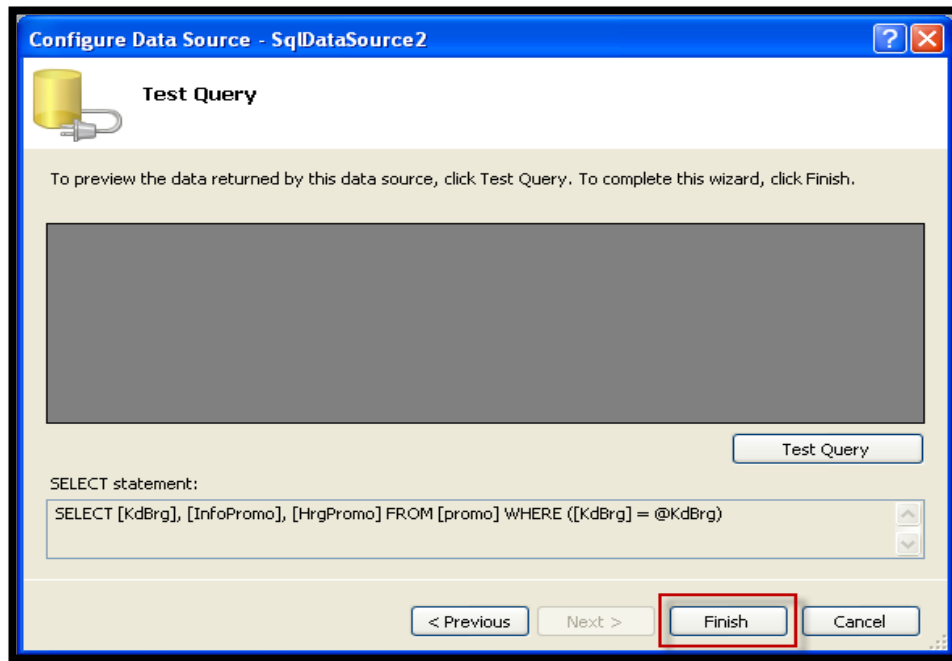 Configure Data Source - SqlDataSource2
Test Query
To preview the data returned by this data source, click Test Query. To complete this wizard, click Finish.
Test Query
SELECT statement:
SELECT [KdBrg], [InfoPromo], [HrgPromo] FROM [promo] WHERE ([KdBrg] = @KdBrg)
< Previous Next > Finish Cancel